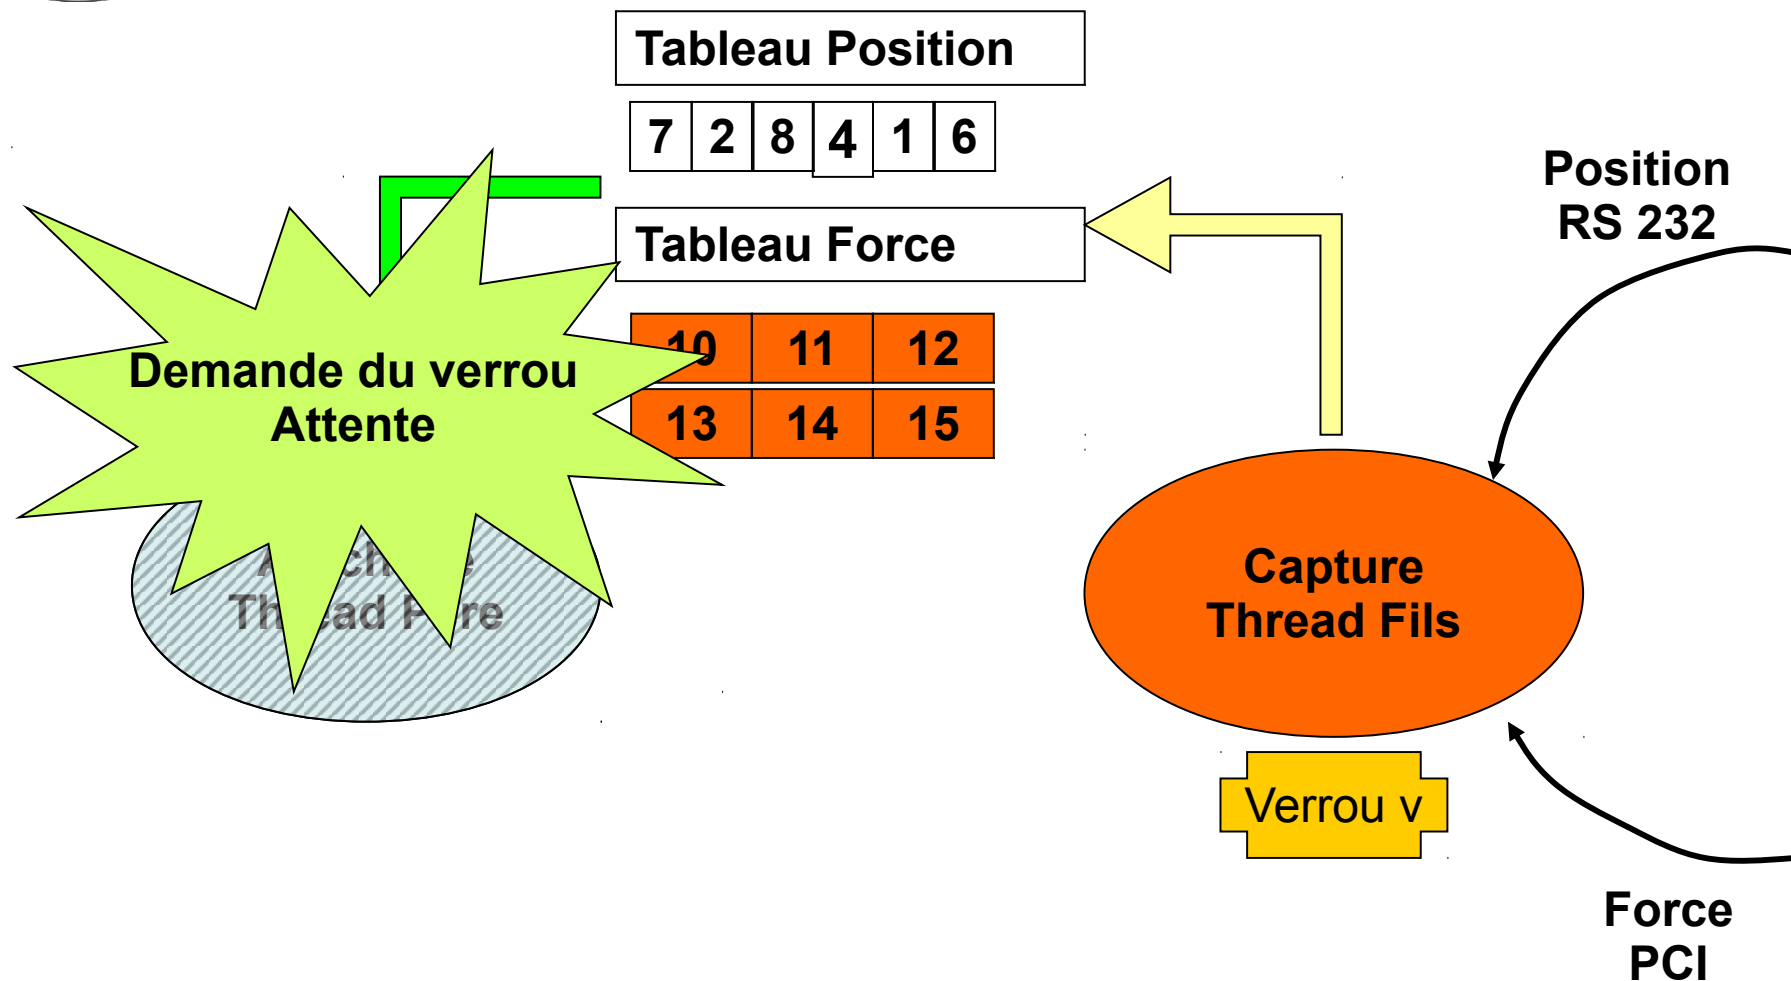 Tableau Position
7 2 8 4 1 6
Position
RS 232
Tableau Force
10 11 12
13 14 15
Demande du verrou
Attente
Capture
Thread Fils
Verrou v
Force
PCI